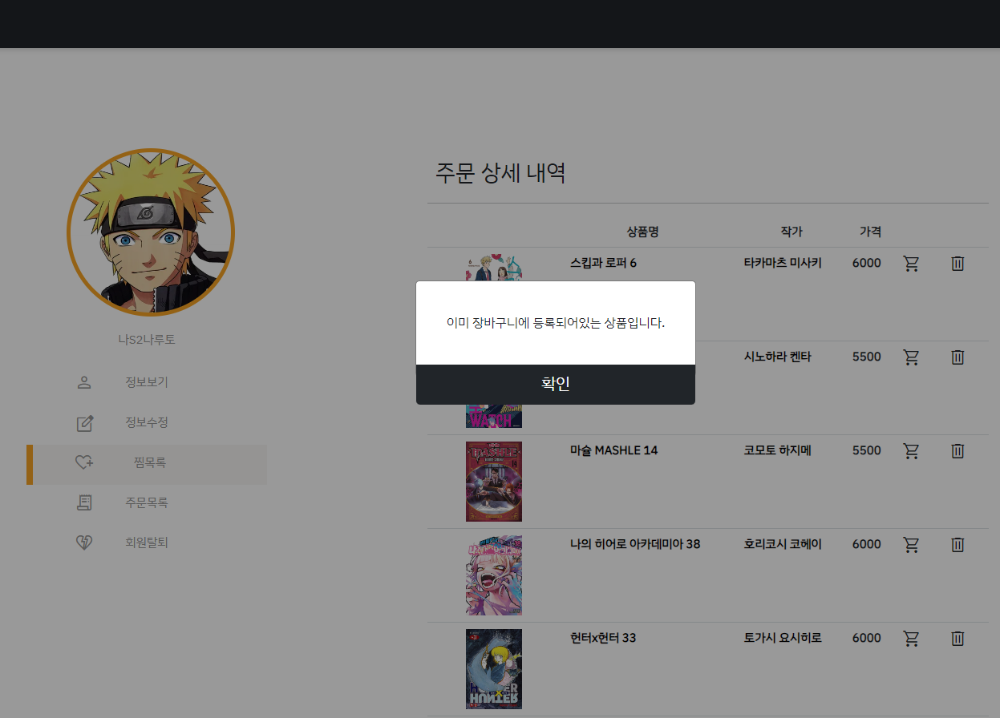 주문 상세 내역
상품명 작가 가격
스킵과 로퍼 6 타카마츠 미사키 6000
이미 장바구니에 등록되어있는 상품입니다.
확인
시노하라 켄타 5500
WATCH
마슐 MASHLE 14 코모토 하지메 5500
MASHLE
나의 히어로 아카데미아 38 호리코시 코헤이 6000
헌터x헌터 33 토가시 요시히로 6000
HUNTER
HUNTER
나S2나루토
정보보기
정보수정
찜목록
주문목록
회원탈퇴